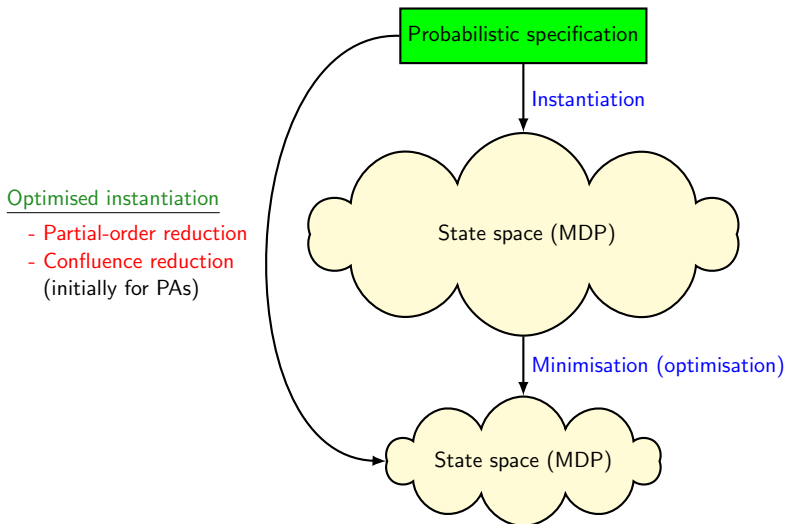 Probabilistic specification
Instantiation
Optimised instantiation
- Partial-order reduction
- Confluence reduction
(initially for PAs)
State space (MDP)
Minimisation (optimisation)
State space (MDP)